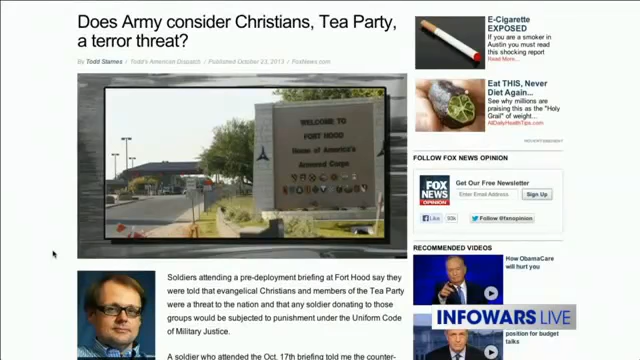 Does Army consider Christians, Tea Party,
a terror threat?
By Todd Starnes / Todd's American Dispatch / Published October 23, 2013 / FoxNews.com
WELCOME TO
FORT HOOD
Home of America's
Armored Corps
Soldiers attending a pre-deployment briefing at Fort Hood say they
were told that evangelical Christians and members of the Tea Party
were a threat to the nation and that any soldier donating to those
groups would be subjected to punishment under the Uniform Code
of Military Justice.
A soldier who attended the Oct. 17th briefing told me the counter-
E-Cigarette
EXPOSED
If you are a smoker in
Austin you must read
this shocking report
Read More...
Eat THIS, Never
Diet Again...
See why millions are
praising this as the "Holy
Grail" of weight...
AllDailyHealthTips.com
ADVERTISEMENT
FOLLOW FOX NEWS OPINION
FOX
NEWS
OPINION
Get Our Free Newsletter
Enter Email Address
Sign Up
Like
Follow @fxnopinion
RECOMMENDED VIDEOS
How ObamaCare
will hurt you
INFOWARS LIVE
position for budget
talks